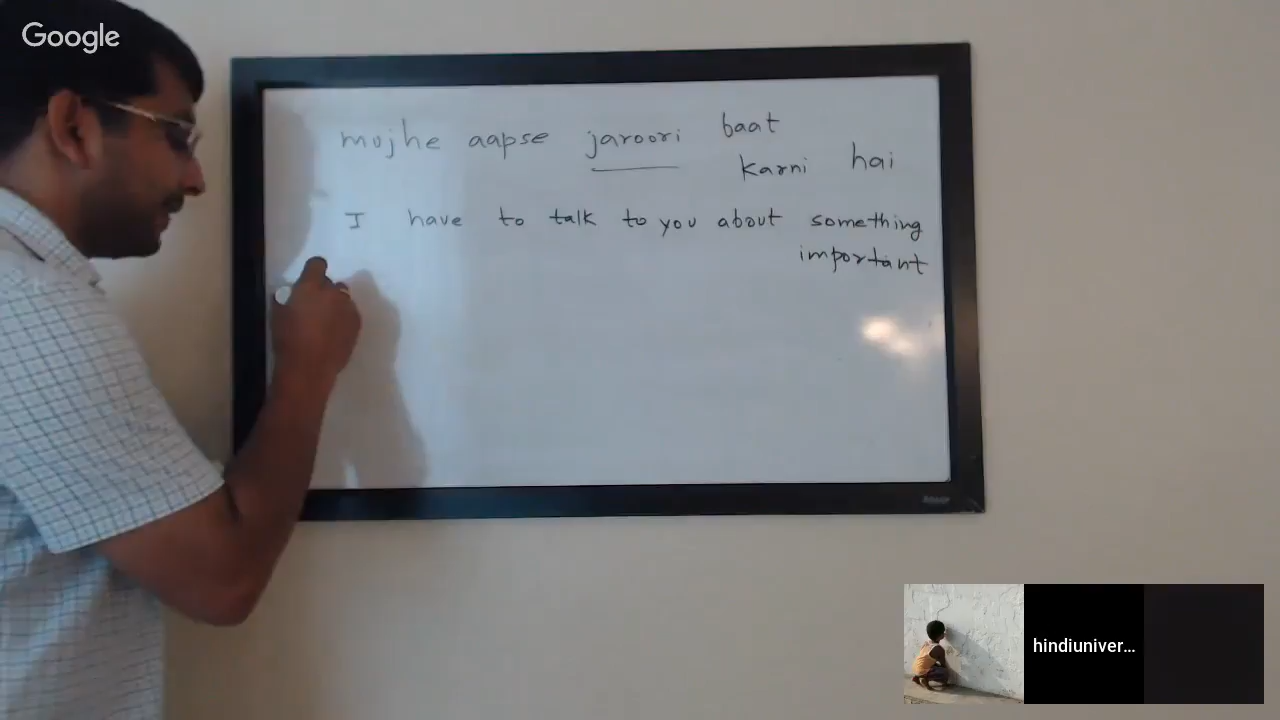 Google
mujhe aapse jaroori baat
karni hai
I have to talk to you about something
important
hindiuniver...